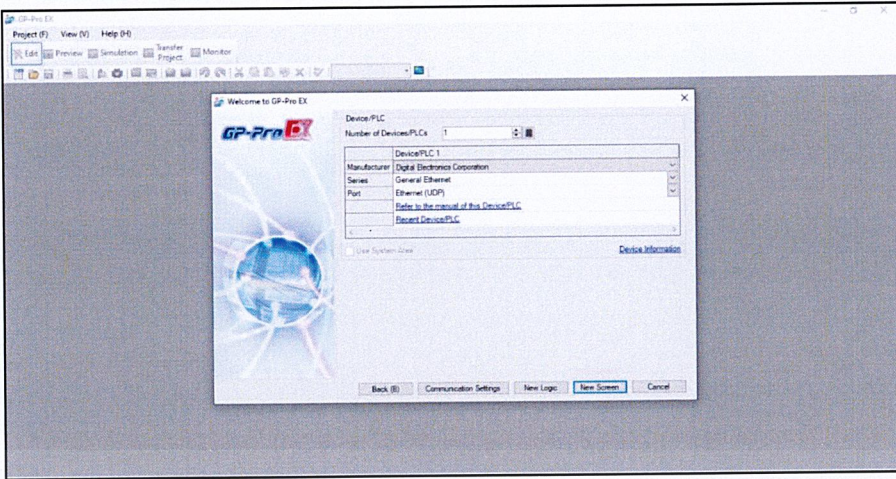 GP-Pro EX
Project (F) View (V) Help (H)
Edit Preview Simulation Transfer Project Monitor
Welcome to GP-Pro EX
GP-Pro EX
Device/PLC
Number of Devices/PLCs 1
Device/PLC 1
Manufacturer Digital Electronics Corporation
Series General Ethernet
Port Ethernet (UDP)
Refer to the manual of this Device/PLC
Recent Device/PLC
Use System Area Device Information
Back (B) Communication Settings New Logic New Screen Cancel